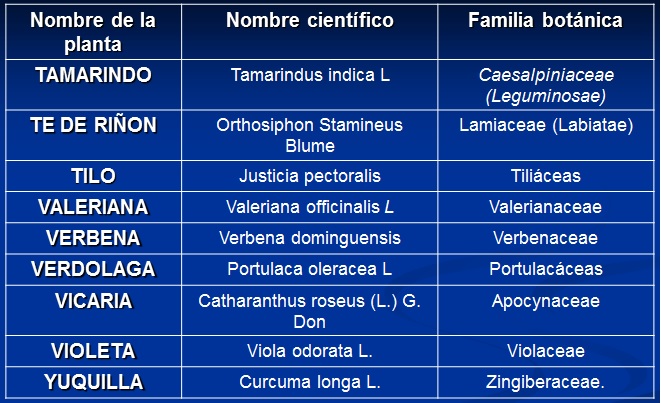 Nombre de la planta Nombre científico Familia botánica
TAMARINDO Tamarindus indica L Caesalpiniaceae (Leguminosae)
TE DE RIÑON Orthosiphon Stamineus Blume Lamiaceae (Labiatae)
TILO Justicia pectoralis Tiliáceas
VALERIANA Valeriana officinalis L Valerianaceae
VERBENA Verbena dominguensis Verbenaceae
VERDOLAGA Portulaca oleracea L Portulacáceas
VICARIA Catharanthus roseus (L.) G. Don Apocynaceae
VIOLETA Viola odorata L. Violaceae
YUQUILLA Curcuma longa L. Zingiberaceae.